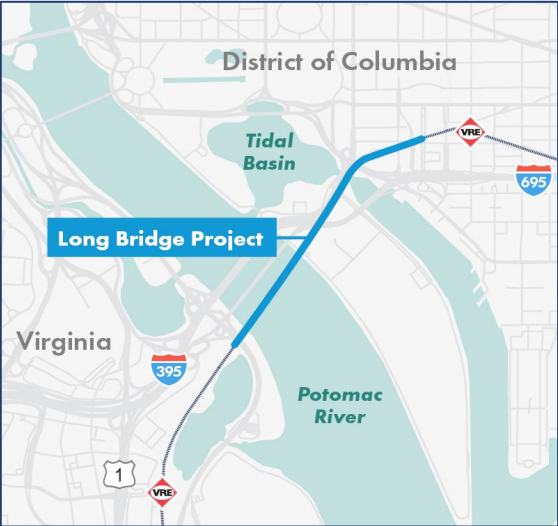 District of Columbia
VRE
Tidal
Basin
695
Long Bridge Project
Virginia
395
Potomac
River
1
VRE